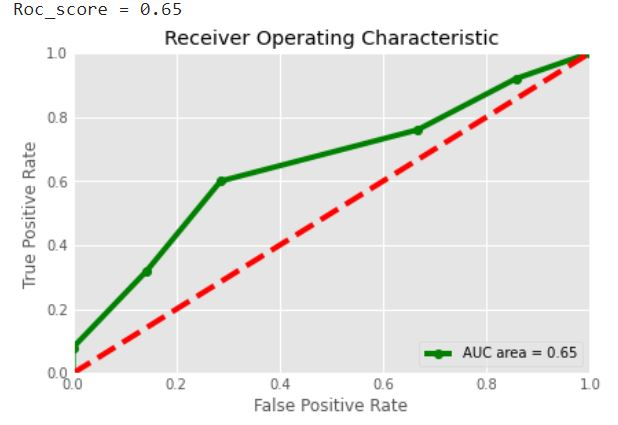 Roc_score = 0.65
Receiver Operating Characteristic
1.0
0.8
0.6
0.4
0.2
0.0
True Positive Rate
0.0 0.2 0.4 0.6 0.8 1.0
False Positive Rate
AUC area = 0.65